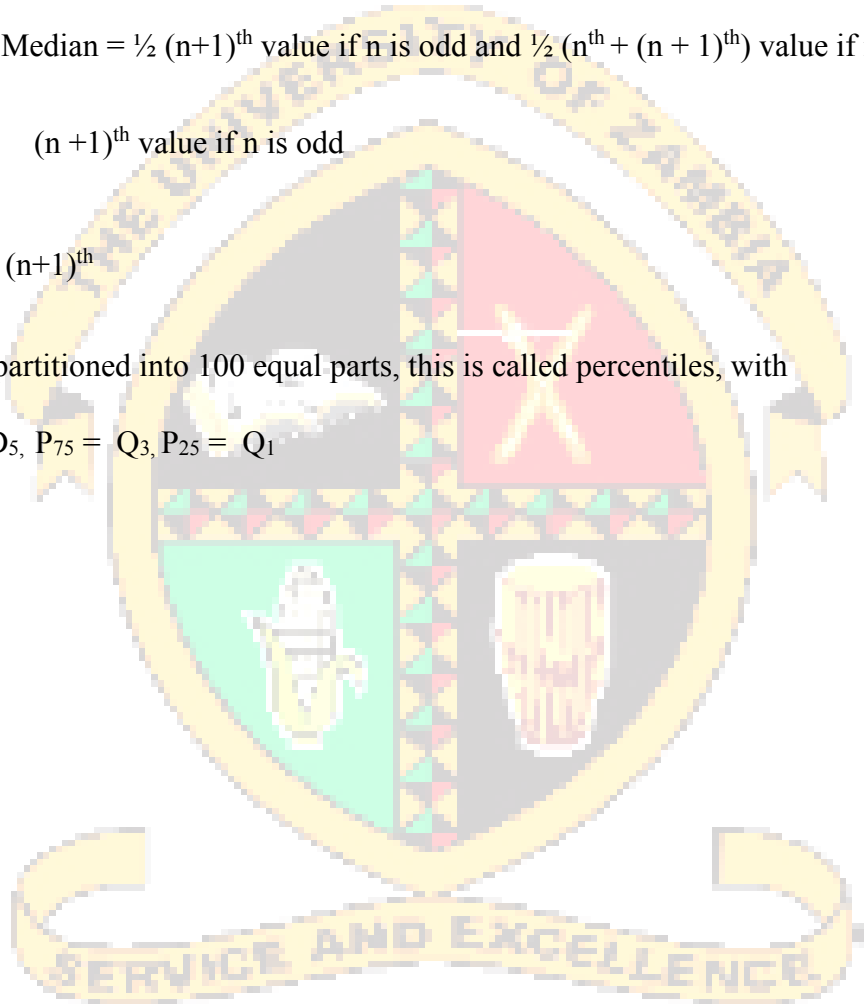 Median = ½ (n+1)th value if n is odd and ½ (nth + (n + 1)th) value if
(n +1)th value if n is odd
(n+1)th
partitioned into 100 equal parts, this is called percentiles, with
5, P75 = Q3, P25 = Q1
THE UNIVERSITY OF ZAMBIA
SERVICE AND EXCELLENCE